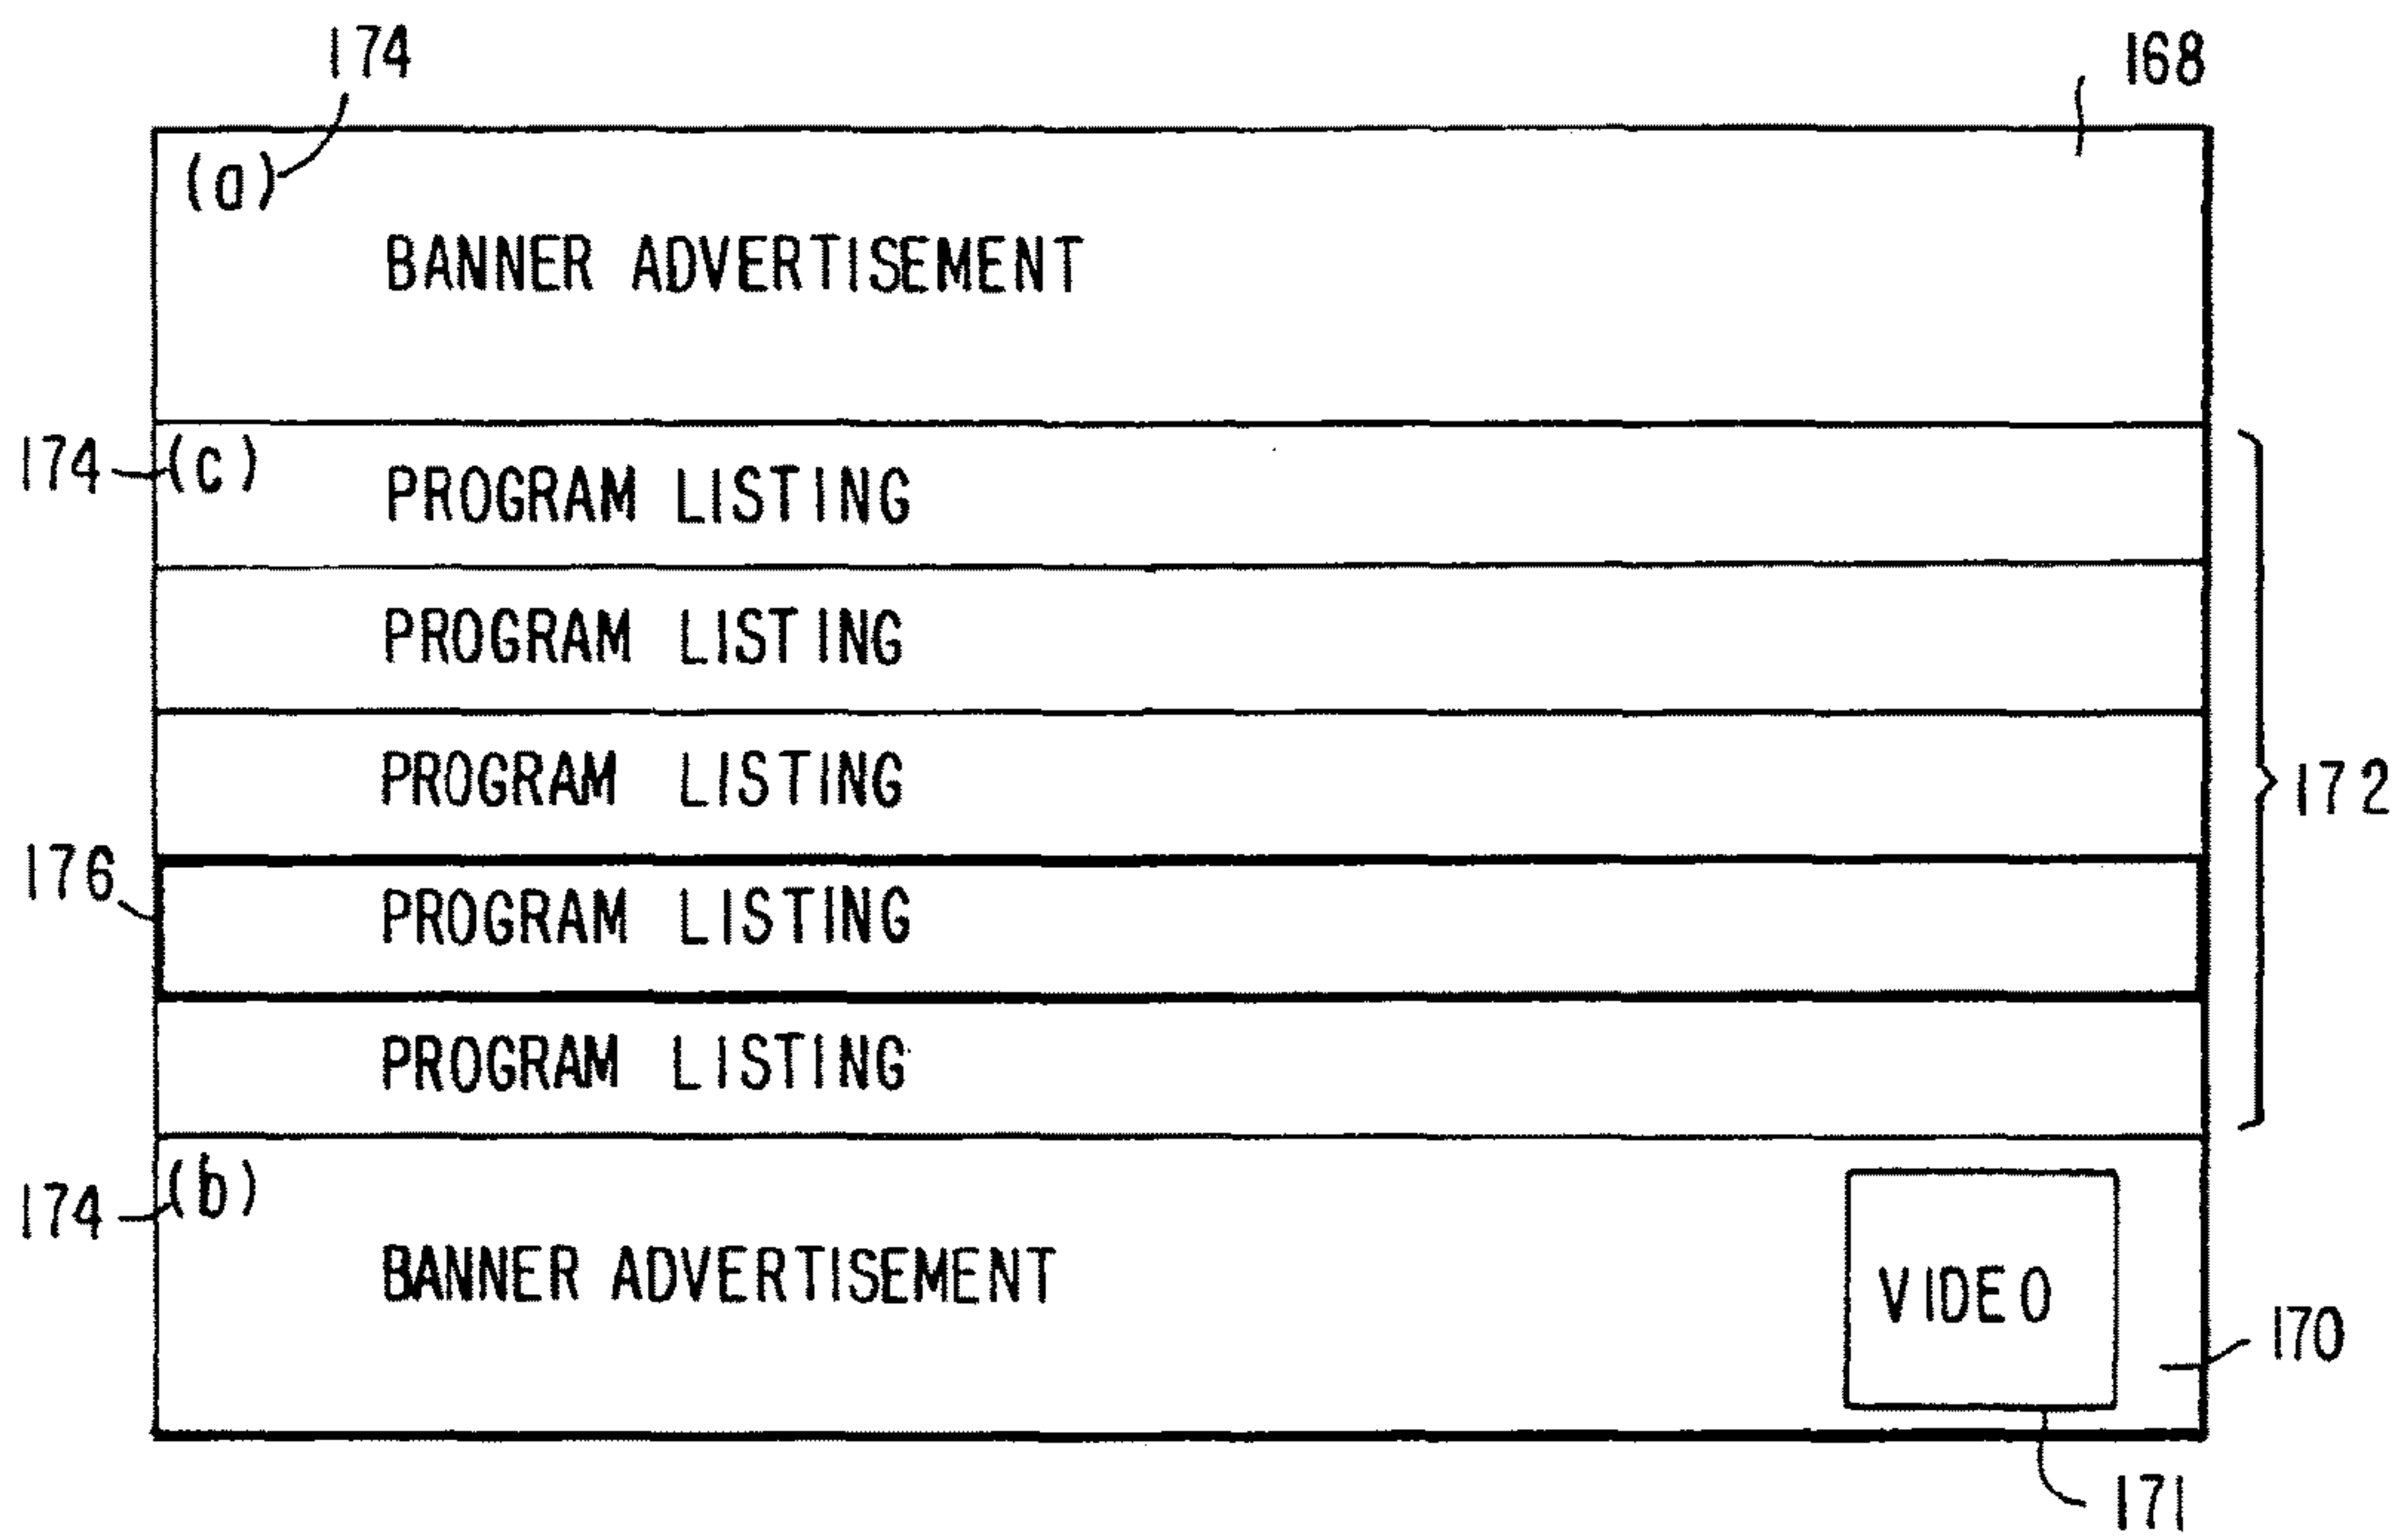 174
168
(a)
BANNER ADVERTISEMENT
174
(c)
PROGRAM LISTING
PROGRAM LISTING
PROGRAM LISTING
172
176
PROGRAM LISTING
PROGRAM LISTING
174
(b)
BANNER ADVERTISEMENT
VIDEO
170
171